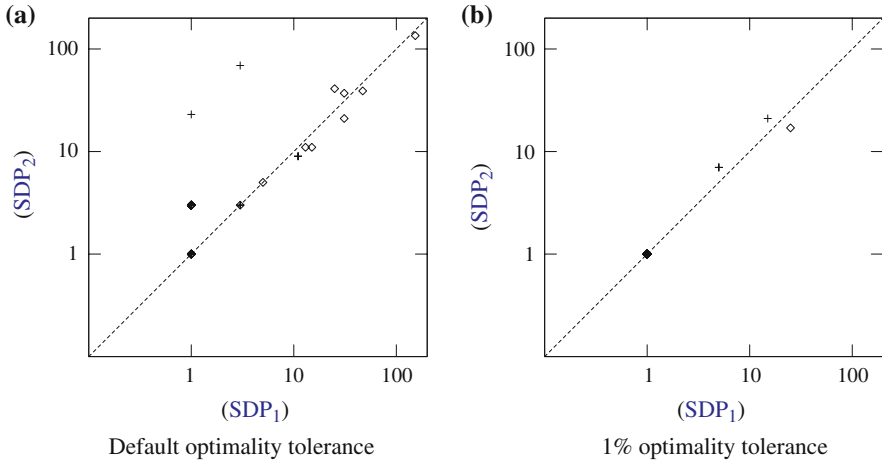 (a)
100
10
1
(SDP2)
1 10 100
(SDP1)
Default optimality tolerance
(b)
100
10
1
(SDP2)
1 10 100
(SDP1)
1% optimality tolerance